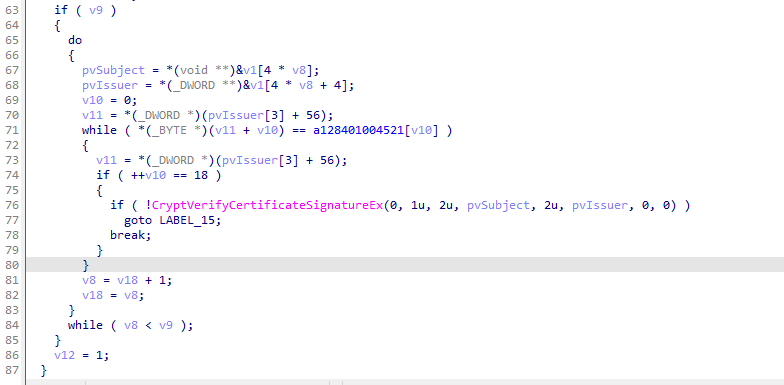 63 if ( v9 )
64 {
65 do
66 {
67 pvSubject = *(void **)&v1[4 * v8];
68 pvIssuer = *(_DWORD **)&v1[4 * v8 + 4];
69 v10 = 0;
70 v11 = *(_DWORD *)(pvIssuer[3] + 56);
71 while ( *(_BYTE *)(v11 + v10) == a128401004521[v10] )
72 {
73 v11 = *(_DWORD *)(pvIssuer[3] + 56);
74 if ( ++v10 == 18 )
75 {
76 if ( !CryptVerifyCertificateSignatureEx(0, 1u, 2u, pvSubject, 2u, pvIssuer, 0, 0) )
77 goto LABEL_15;
78 break;
79 }
80 }
81 v8 = v18 + 1;
82 v18 = v8;
83 }
84 while ( v8 < v9 );
85 }
86 v12 = 1;
87 }